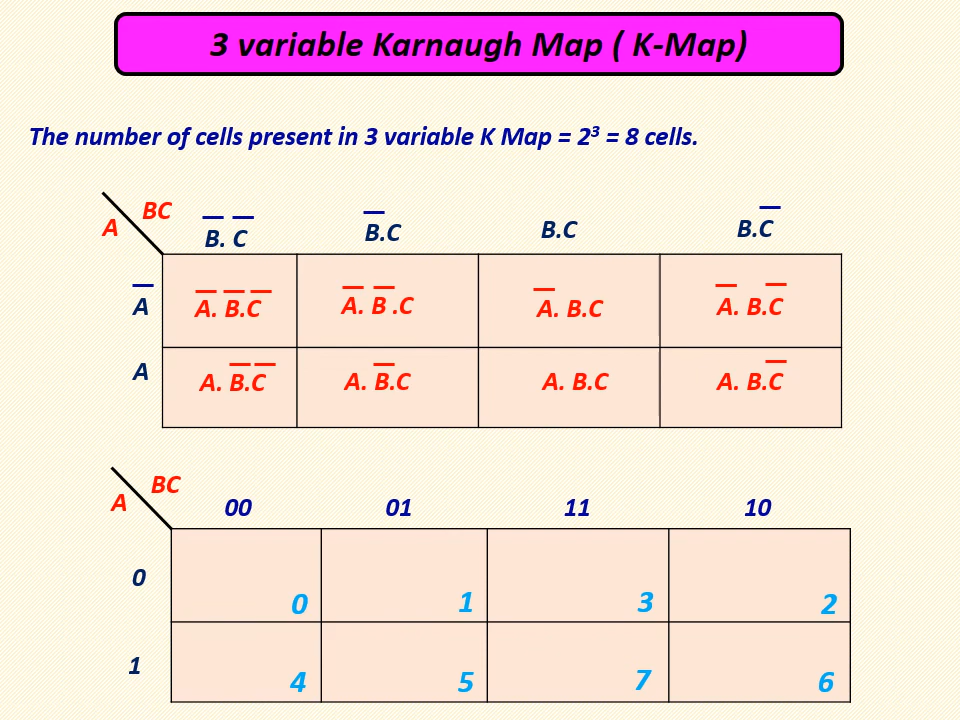 3 variable Karnaugh Map ( K-Map)
The number of cells present in 3 variable K Map = 2³ = 8 cells.
A BC B̅. C̅ B̅.C B.C B.C̅
A̅ A̅. B̅.C̅ A̅. B̅ .C A̅. B.C A̅. B.C̅
A A. B̅.C̅ A. B̅.C A. B.C A. B.C̅
A BC 00 01 11 10
0 0 1 3 2
1 4 5 7 6